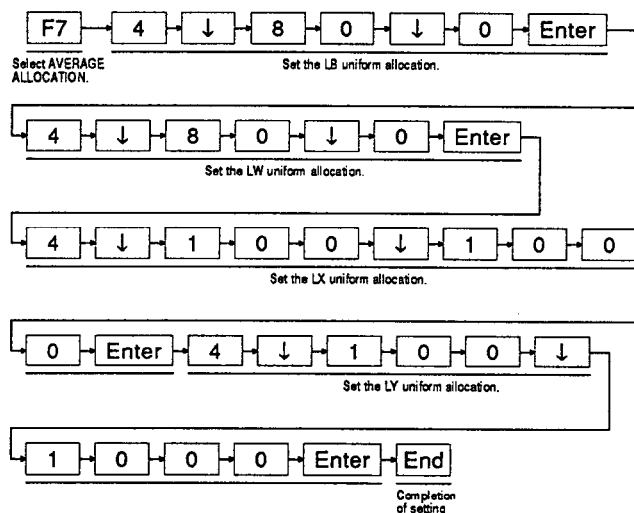 F7 4 ↓ 8 0 ↓ 0 Enter
Select AVERAGE
ALLOCATION.
Set the LB uniform allocation.
4 ↓ 8 0 ↓ 0 Enter
Set the LW uniform allocation.
4 ↓ 1 0 0 ↓ 1 0 0
Set the LX uniform allocation.
0 Enter 4 ↓ 1 0 0 ↓
Set the LY uniform allocation.
1 0 0 0 Enter End
Completion
of setting